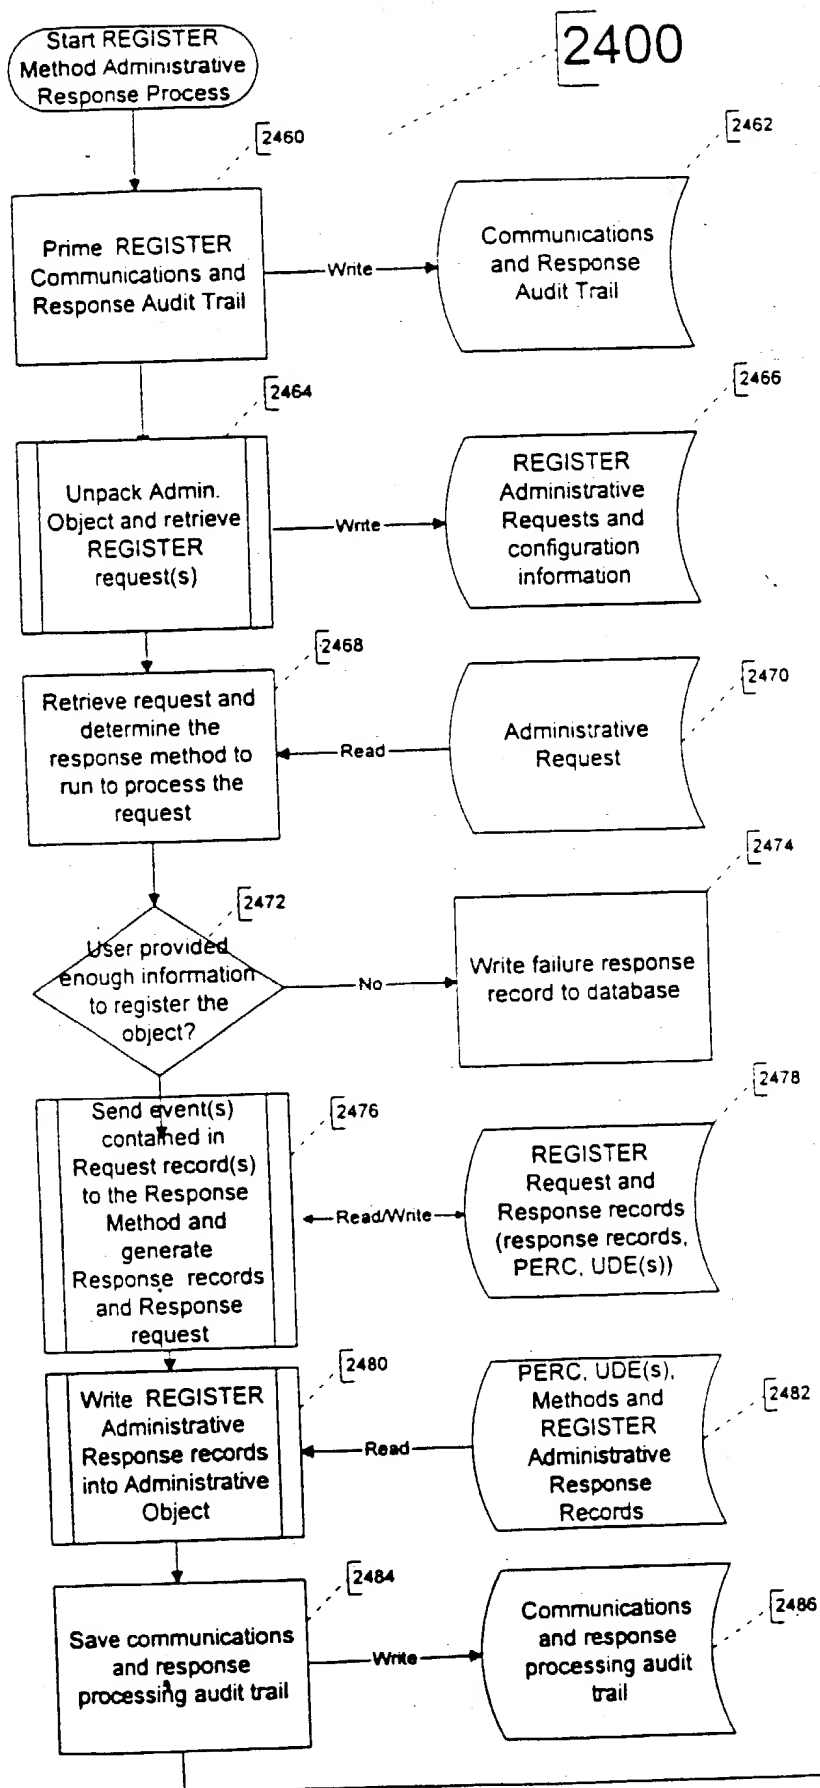 Start REGISTER
Method Administrative
Response Process
2400
2460
2462
Prime REGISTER
Communications and
Response Audit Trail
Write
Communications
and Response
Audit Trail
2464
2466
Unpack Admin.
Object and retrieve
REGISTER
request(s)
Write
REGISTER
Administrative
Requests and
configuration
information
2468
2470
Retrieve request and
determine the
response method to
run to process the
request
Read
Administrative
Request
2472
2474
User provided
enough information
to register the
object?
No
Write failure response
record to database
2476
2478
Send event(s)
contained in
Request record(s)
to the Response
Method and
generate
Response records
and Response
request
Read/Write
REGISTER
Request and
Response records
(response records,
PERC, UDE(s))
2480
2482
Write REGISTER
Administrative
Response records
into Administrative
Object
Read
PERC, UDE(s),
Methods and
REGISTER
Administrative
Response
Records
2484
2486
Save communications
and response
processing audit trail
Write
Communications
and response
processing audit
trail